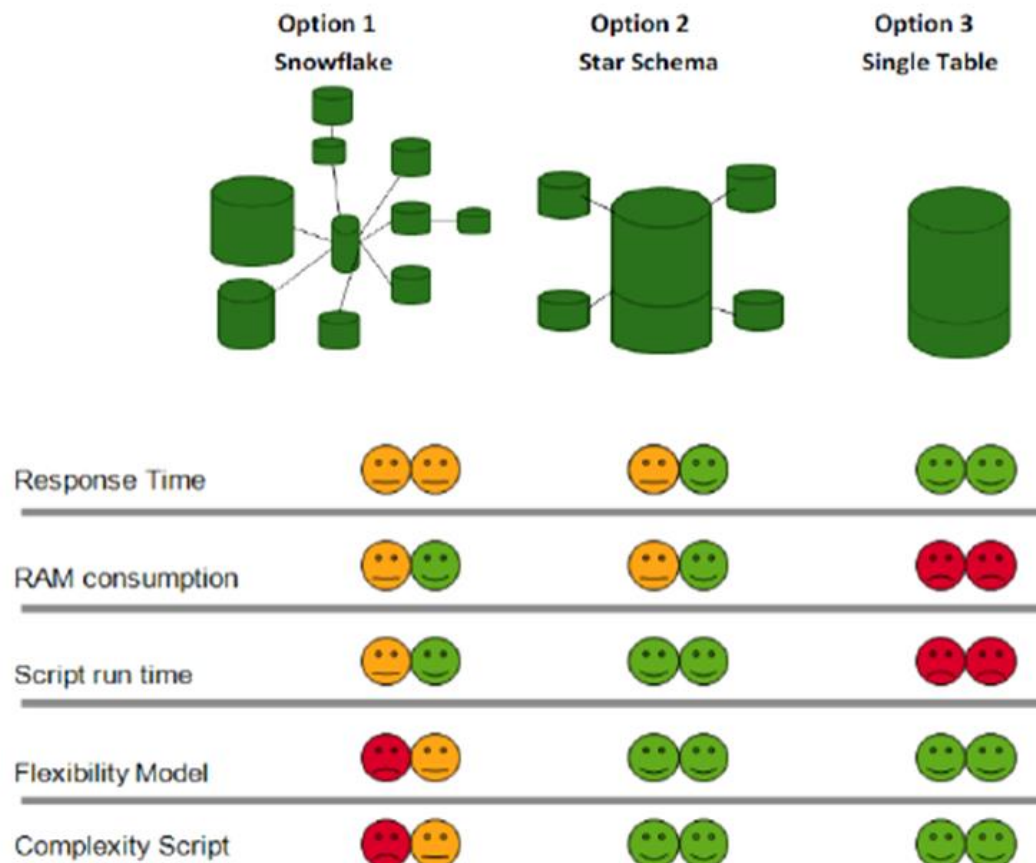 Option 1
Snowflake
Option 2
Star Schema
Option 3
Single Table
Response Time
RAM consumption
Script run time
Flexibility Model
Complexity Script